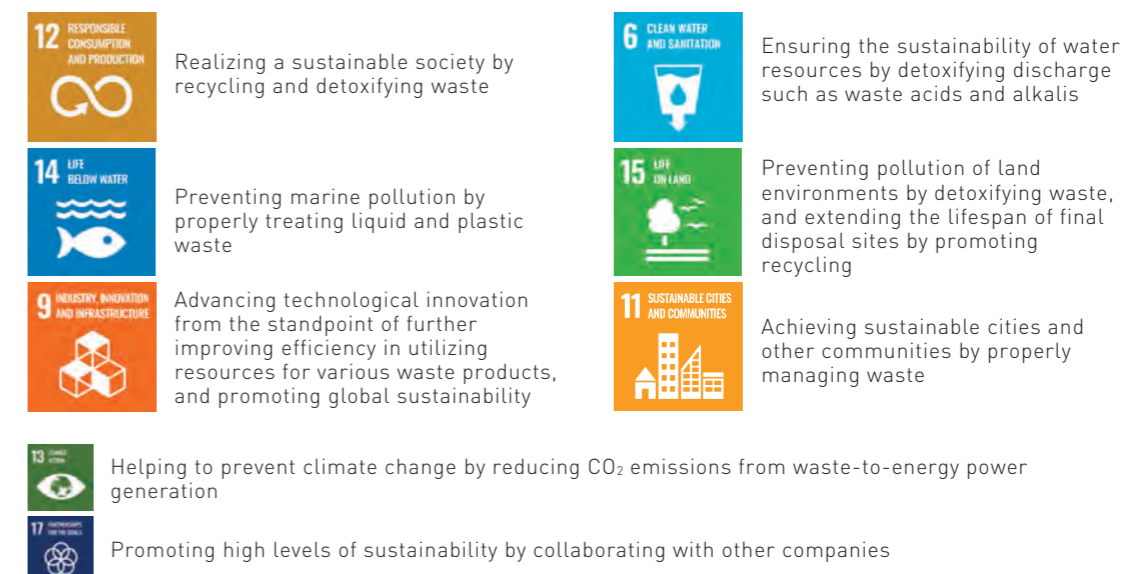 12 RESPONSIBLE
CONSUMPTION
AND PRODUCTION
Realizing a sustainable society by
recycling and detoxifying waste
6 CLEAN WATER
AND SANITATION
Ensuring the sustainability of water
resources by detoxifying discharge
such as waste acids and alkalis
14 LIFE
BELOW WATER
Preventing marine pollution by
properly treating liquid and plastic
waste
15 LIFE
ON LAND
Preventing pollution of land
environments by detoxifying waste,
and extending the lifespan of final
disposal sites by promoting
recycling
9 INDUSTRY, INNOVATION
AND INFRASTRUCTURE
Advancing technological innovation
from the standpoint of further
improving efficiency in utilizing
resources for various waste products,
and promoting global sustainability
11 SUSTAINABLE CITIES
AND COMMUNITIES
Achieving sustainable cities and
other communities by properly
managing waste
13 CLIMATE
ACTION
Helping to prevent climate change by reducing CO₂ emissions from waste-to-energy power
generation
17 PARTNERSHIPS
FOR THE GOALS
Promoting high levels of sustainability by collaborating with other companies